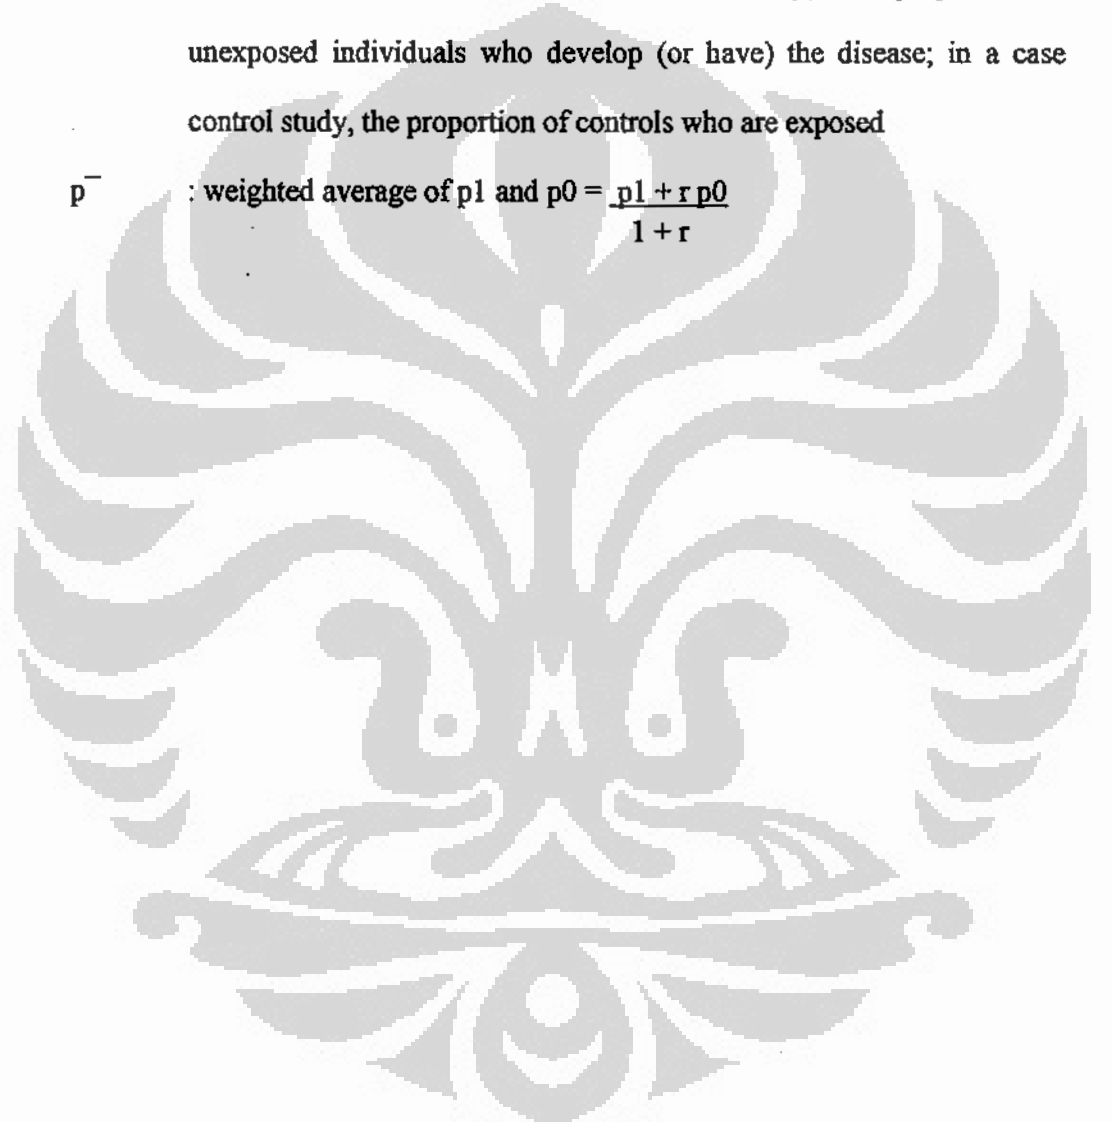 unexposed individuals who develop (or have) the disease; in a case
control study, the proportion of controls who are exposed
p¯ : weighted average of p1 and p0 = p1 + r p0
1 + r